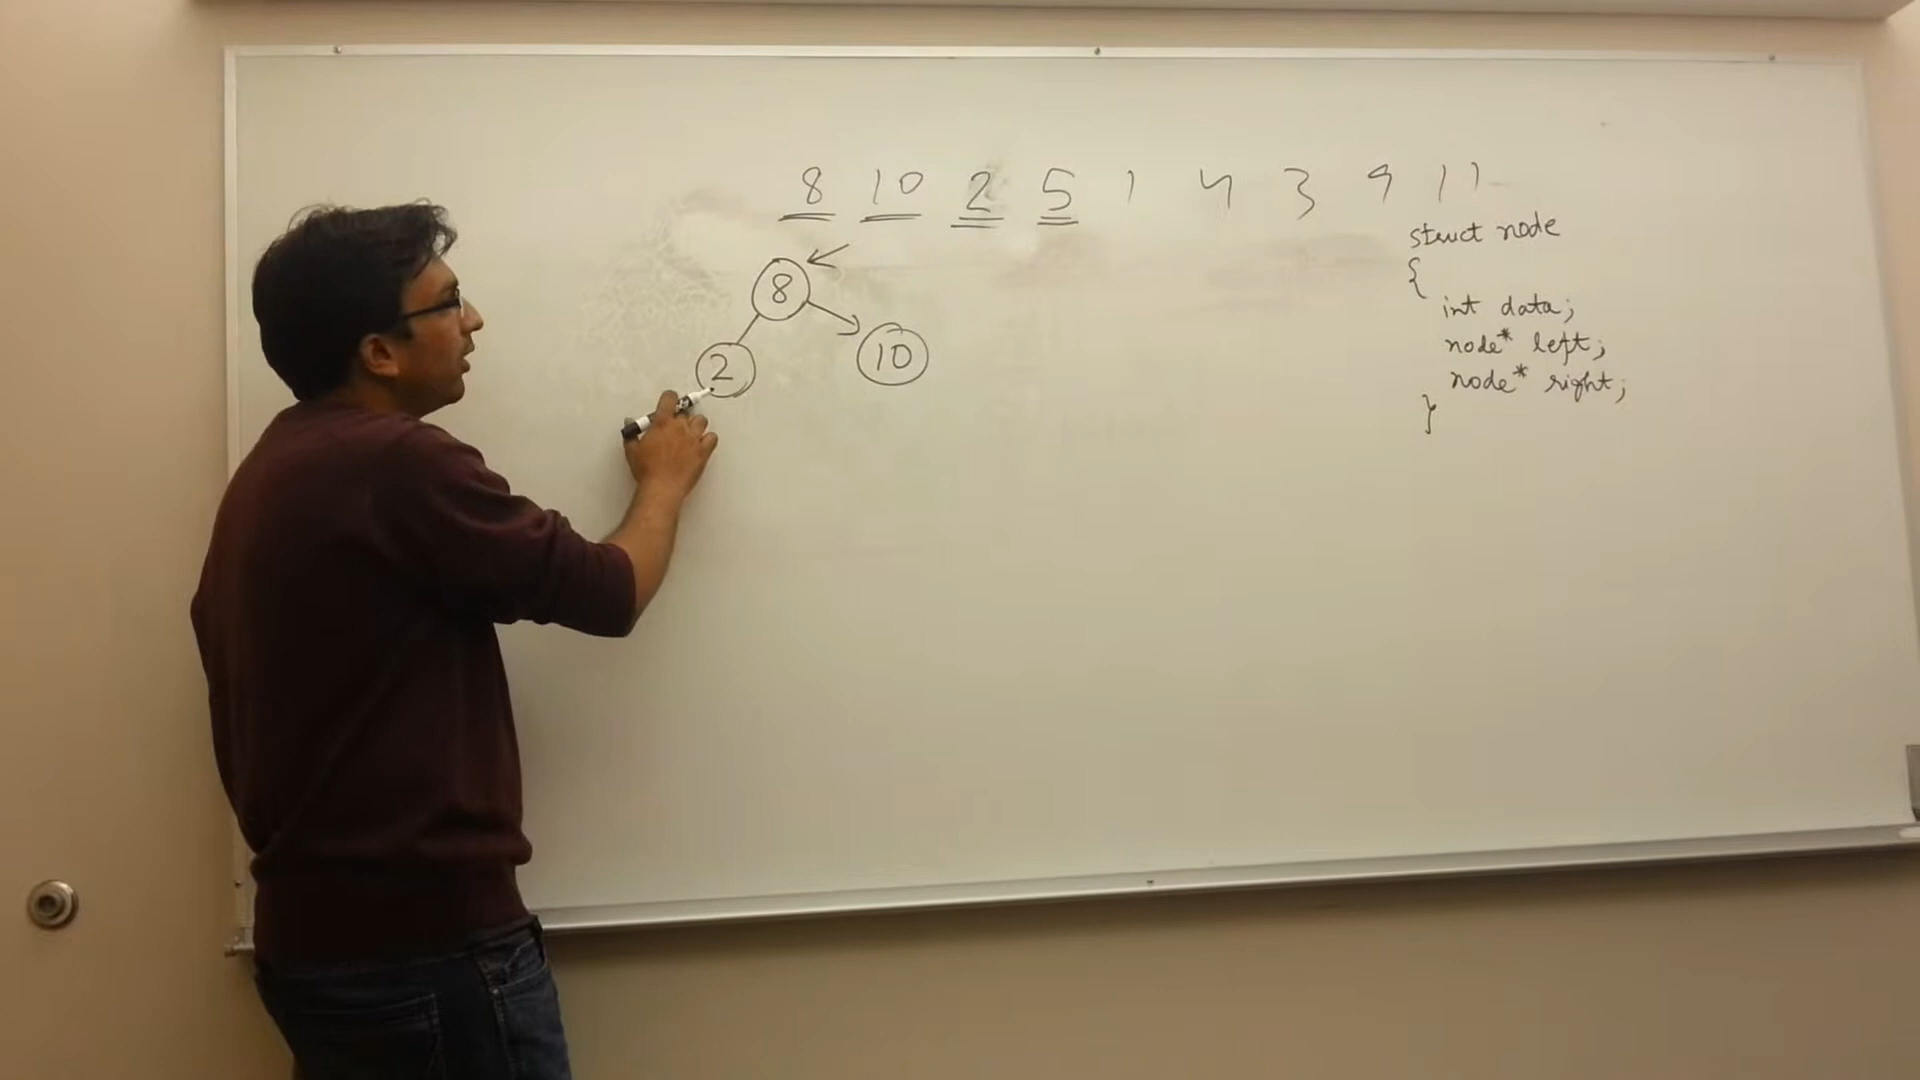 8 10 2 5 1 4 3 9 11
struct node
{
int data;
node* left;
node* right;
}
8
2
10